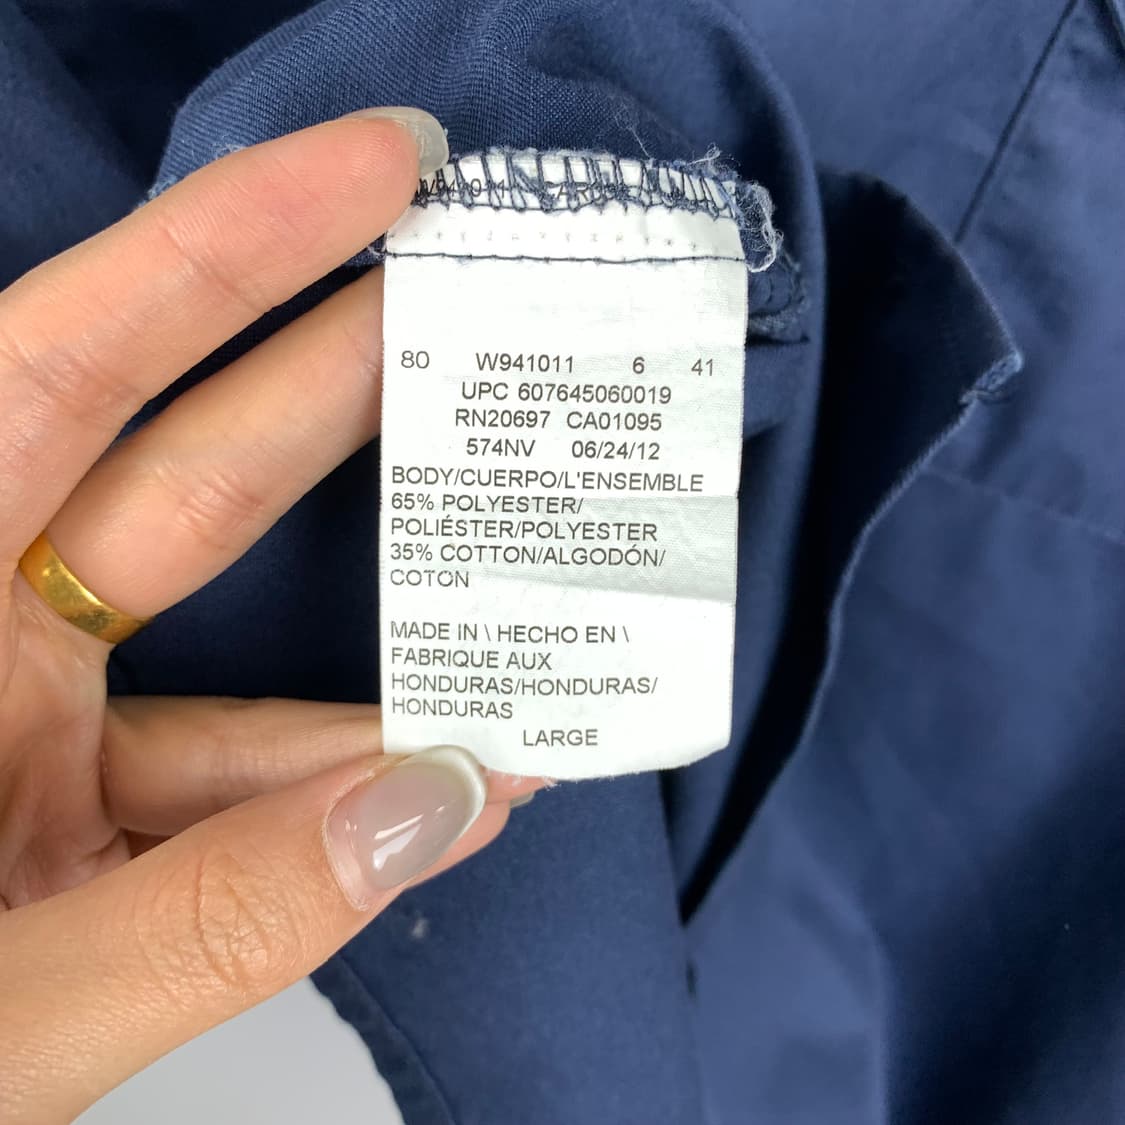 80 W941011 6 41
UPC 607645060019
RN20697 CA01095
574NV 06/24/12
BODY/CUERPO/L'ENSEMBLE
65% POLYESTER/
POLIÉSTER/POLYESTER
35% COTTON/ALGODÓN/
COTON
MADE IN \ HECHO EN \
FABRIQUE AUX
HONDURAS/HONDURAS/
HONDURAS
LARGE